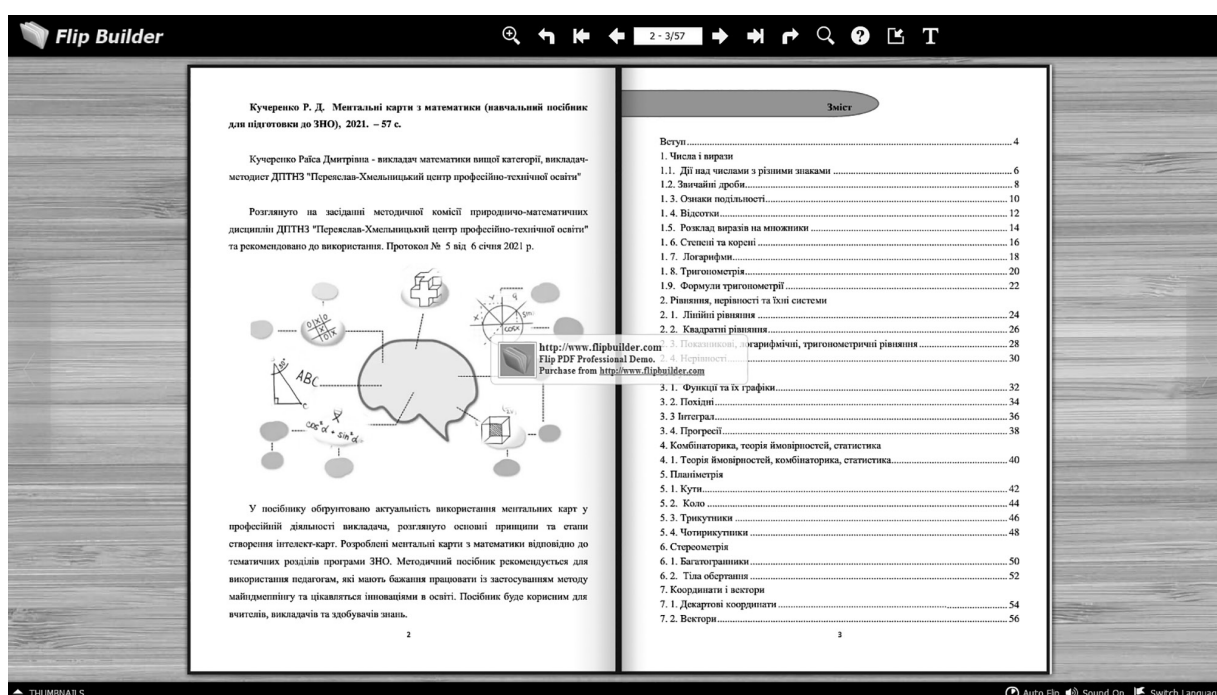 Flip Builder
2 - 3/57
Кучеренко Р. Д. Ментальні карти з математики (навчальний посібник
для підготовки до ЗНО), 2021. – 57 с.
Кучеренко Раїса Дмитрівна - викладач математики вищої категорії, викладач-
методист ДПТНЗ "Переяслав-Хмельницький центр професійно-технічної освіти"
Розглянуто на засіданні методичної комісії природничо-математичних
дисциплін ДПТНЗ "Переяслав-Хмельницький центр професійно-технічної освіти"
та рекомендовано до використання. Протокол № 5 від 6 січня 2021 р.
ABC
У посібнику обґрунтовано актуальність використання ментальних карт у
професійній діяльності викладача, розглянуто основні принципи та етапи
створення інтелект-карт. Розроблені ментальні карти з математики відповідно до
тематичних розділів програми ЗНО. Методичний посібник рекомендується для
використання педагогам, які мають бажання працювати із застосуванням методу
майндмеппінгу та цікавляться інноваціями в освіті. Посібник буде корисним для
вчителів, викладачів та здобувачів знань.
2
http://www.flipbuilder.com
Flip PDF Professional Demo.
Purchase from http://www.flipbuilder.com
Зміст
Вступ 4
1. Числа і вирази
1.1. Дії над числами з різними знаками 6
1.2. Звичайні дроби 8
1. 3. Ознаки подільності 10
1. 4. Відсотки 12
1.5. Розклад виразів на множники 14
1. 6. Степені та корені 16
1. 7. Логарифми 18
1. 8. Тригонометрія 20
1.9. Формули тригонометрії 22
2. Рівняння, нерівності та їхні системи
2. 1. Лінійні рівняння 24
2. 2. Квадратні рівняння 26
2. 3. Показникові, логарифмічні, тригонометричні рівняння 28
2. 4. Нерівності 30
3. 1. Функції та їх графіки 32
3. 2. Похідні 34
3. 3 Інтеграл 36
3. 4. Прогресії 38
4. Комбінаторика, теорія ймовірностей, статистика
4. 1. Теорія ймовірностей, комбінаторика, статистика 40
5. Планіметрія
5. 1. Кути 42
5. 2. Коло 44
5. 3. Трикутники 46
5. 4. Чотирикутники 48
6. Стереометрія
6. 1. Багатогранники 50
6. 2. Тіла обертання 52
7. Координати і вектори
7. 1. Декартові координати 54
7. 2. Вектори 56
3
THUMBNAILS
Auto Flip Sound On Switch Language